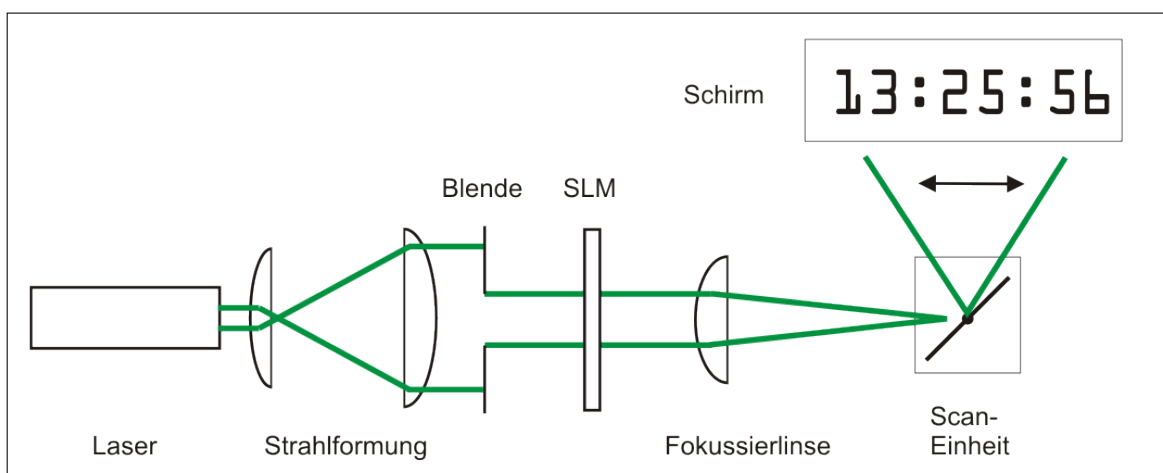 Schirm
13:25:56
Blende
SLM
Laser
Strahlformung
Fokussierlinse
Scan-
Einheit